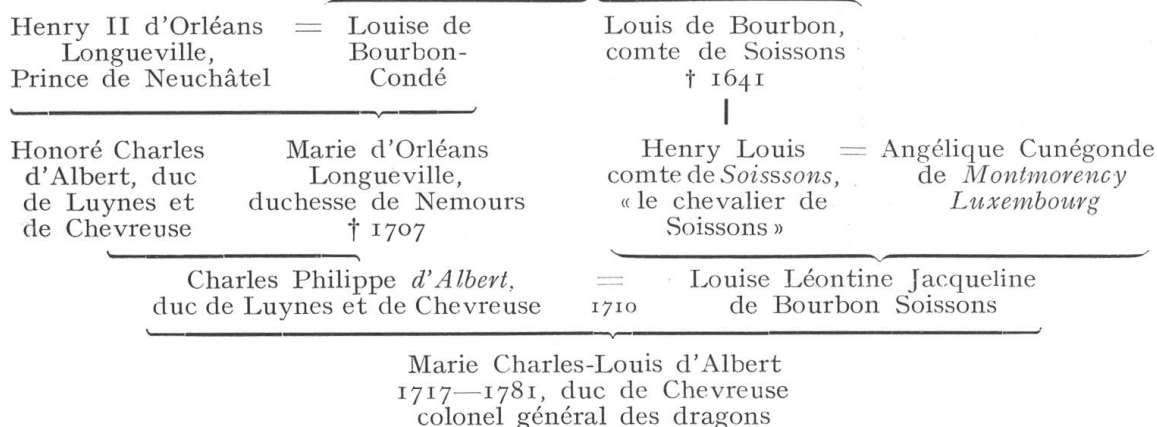 Henry II d'Orléans = Louise de Louis de Bourbon,
Longueville, Bourbon- comte de Soissons
Prince de Neuchâtel Condé † 1641
Honoré Charles Marie d'Orléans Henry Louis = Angélique Cunégonde
d'Albert, duc Longueville, comte de Soisssons, de Montmorency
de Luynes et duchesse de Nemours « le chevalier de Luxembourg
de Chevreuse † 1707 Soissons »
Charles Philippe d'Albert, = Louise Léontine Jacqueline
duc de Luynes et de Chevreuse 1710 de Bourbon Soissons
Marie Charles-Louis d'Albert
1717—1781, duc de Chevreuse
colonel général des dragons